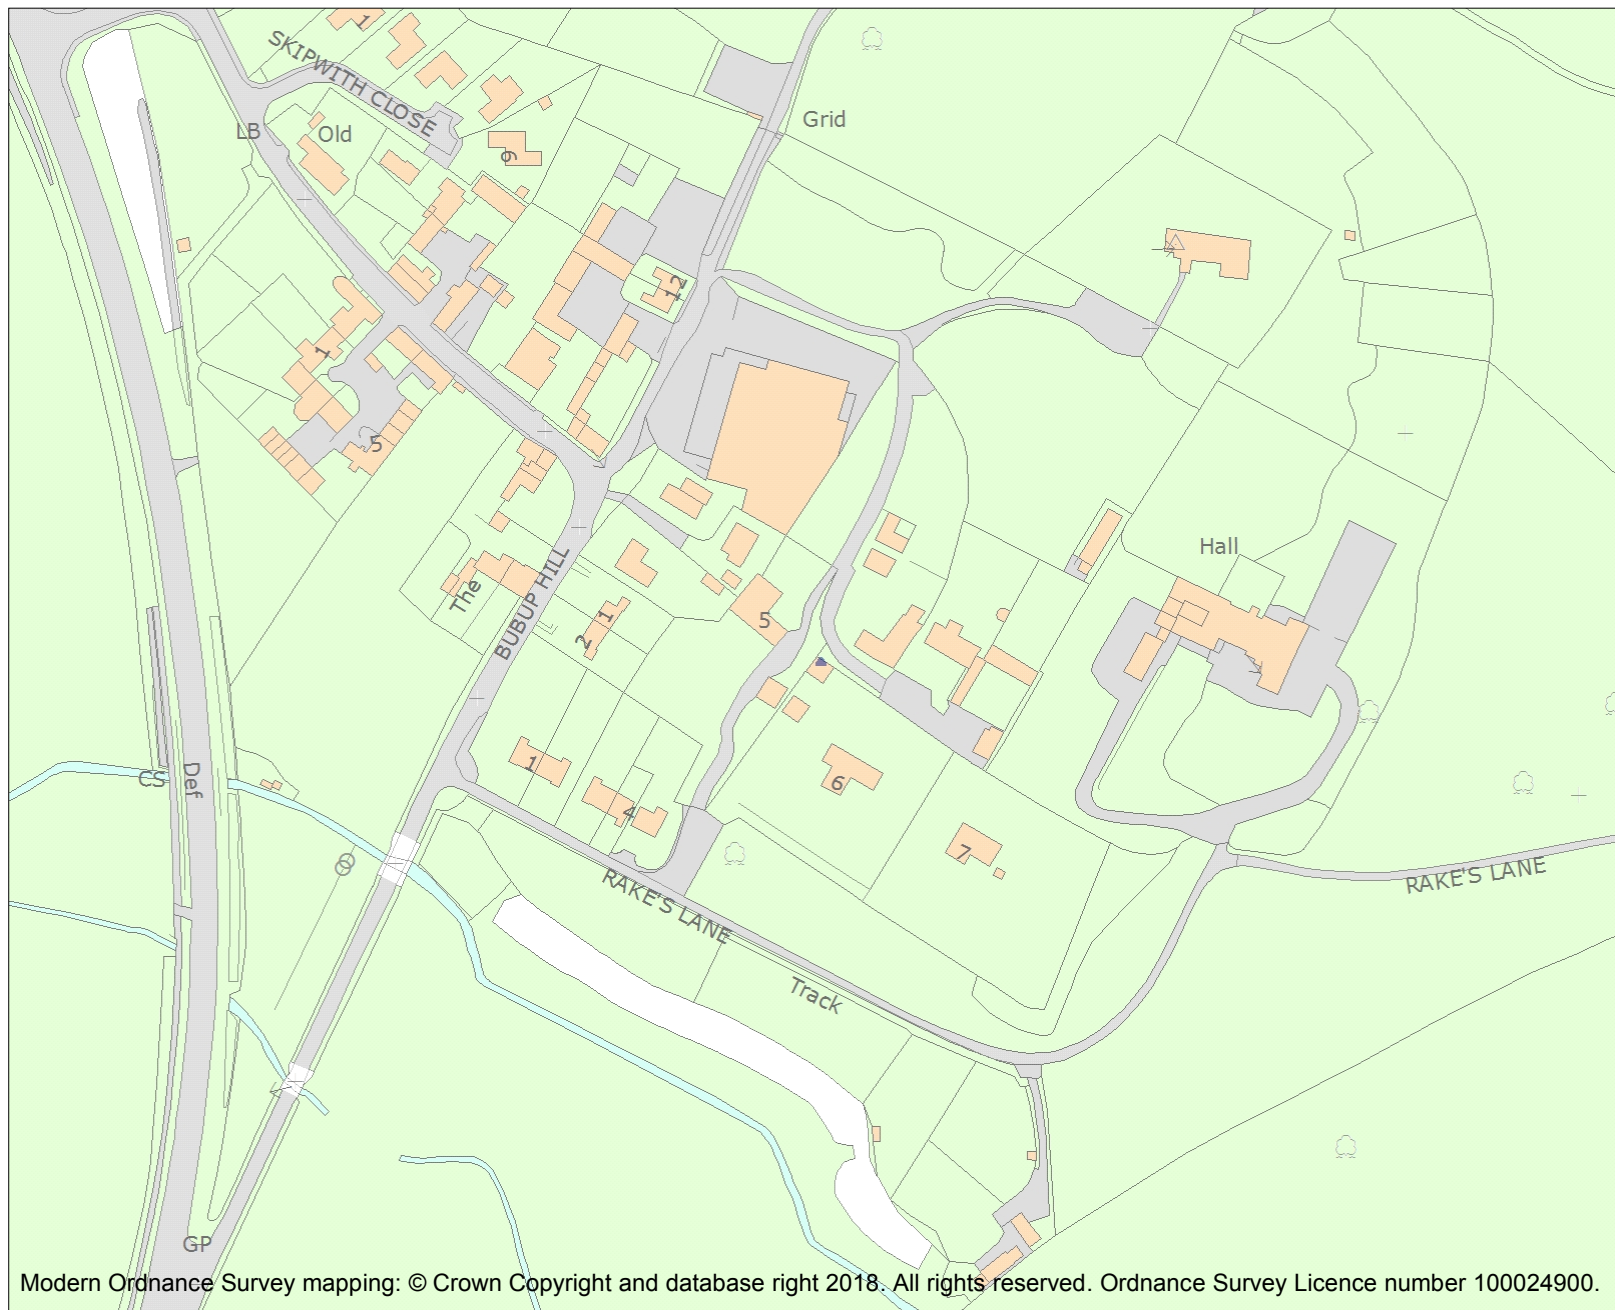 1
SKIPWITH CLOSE
LB
Old
Grid
6
12
1
5
Hall
The
BUBUP HILL
1
2
5
CS
Def
1
4
6
7
RAKE'S LANE
RAKE'S LANE
Track
GP
Modern Ordnance Survey mapping: © Crown Copyright and database right 2018. All rights reserved. Ordnance Survey Licence number 100024900.